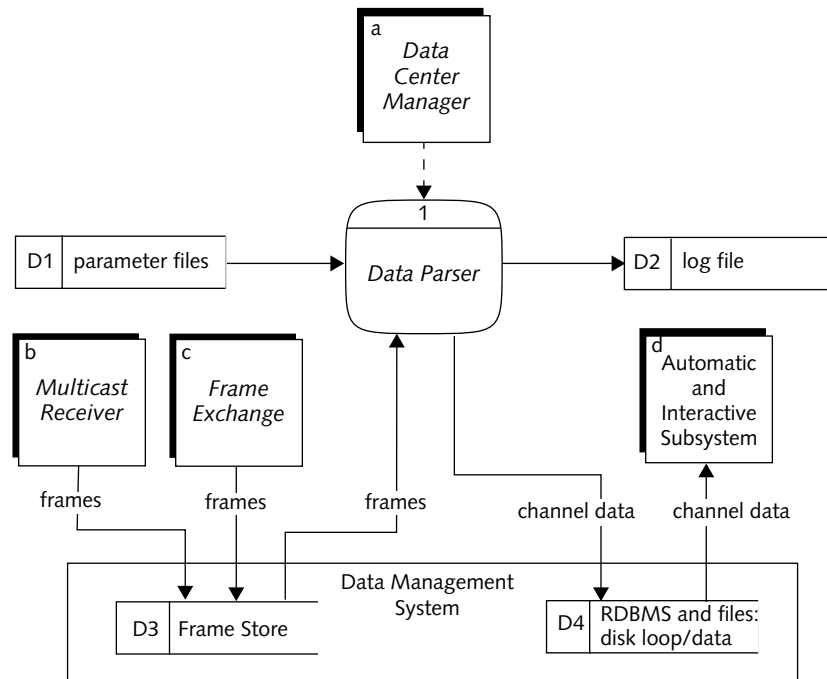 a
Data
Center
Manager
1
Data Parser
D1 parameter files
D2 log file
b
Multicast
Receiver
c
Frame
Exchange
d
Automatic
and
Interactive
Subsystem
frames
frames
frames
channel data
channel data
Data Management
System
D3 Frame Store
D4 RDBMS and files:
disk loop/data